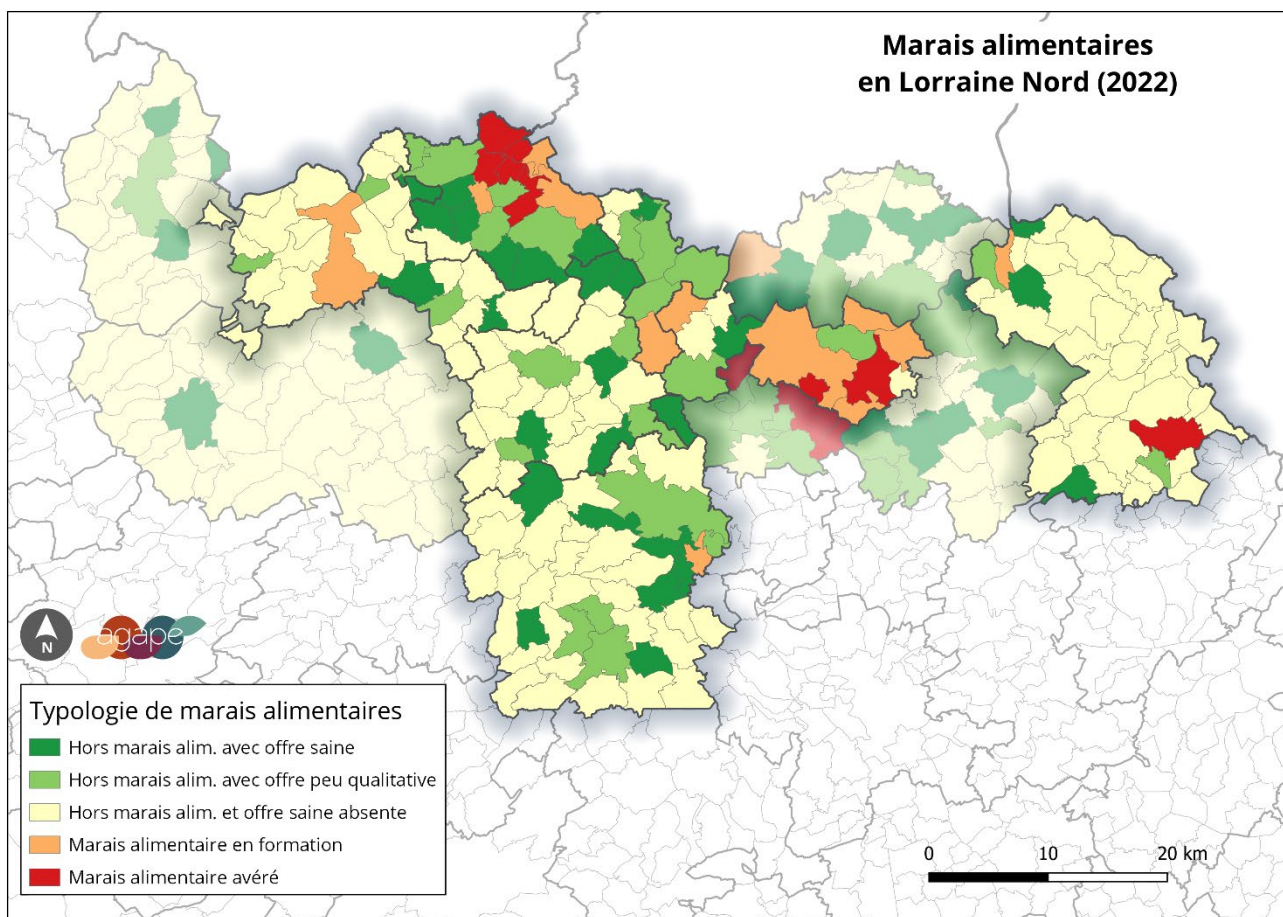 Marais alimentaires
en Lorraine Nord (2022)
N
agape
Typologie de marais alimentaires
Hors marais alim. avec offre saine
Hors marais alim. avec offre peu qualitative
Hors marais alim. et offre saine absente
Marais alimentaire en formation
Marais alimentaire avéré
0 10 20 km